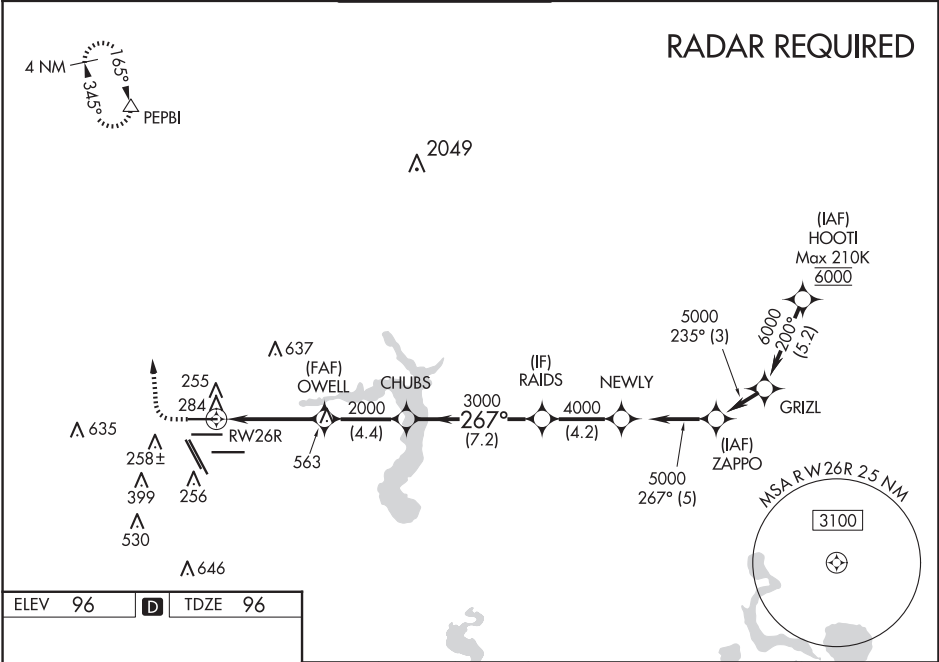 RADAR REQUIRED
4 NM
165°
345°
PEPBI
2049
(IAF)
HOOTI
Max 210K
6000
6000
200°
(5.2)
5000
235° (3)
GRIZL
637
(FAF)
OWELL
CHUBS
(IF)
RAIDS
NEWLY
(IAF)
ZAPPO
255
284
RW26R
2000
(4.4)
3000
267°
(7.2)
4000
(4.2)
5000
267° (5)
563
635
258±
399
256
530
646
MSA RW26R 25 NM
3100
ELEV 96
D
TDZE 96